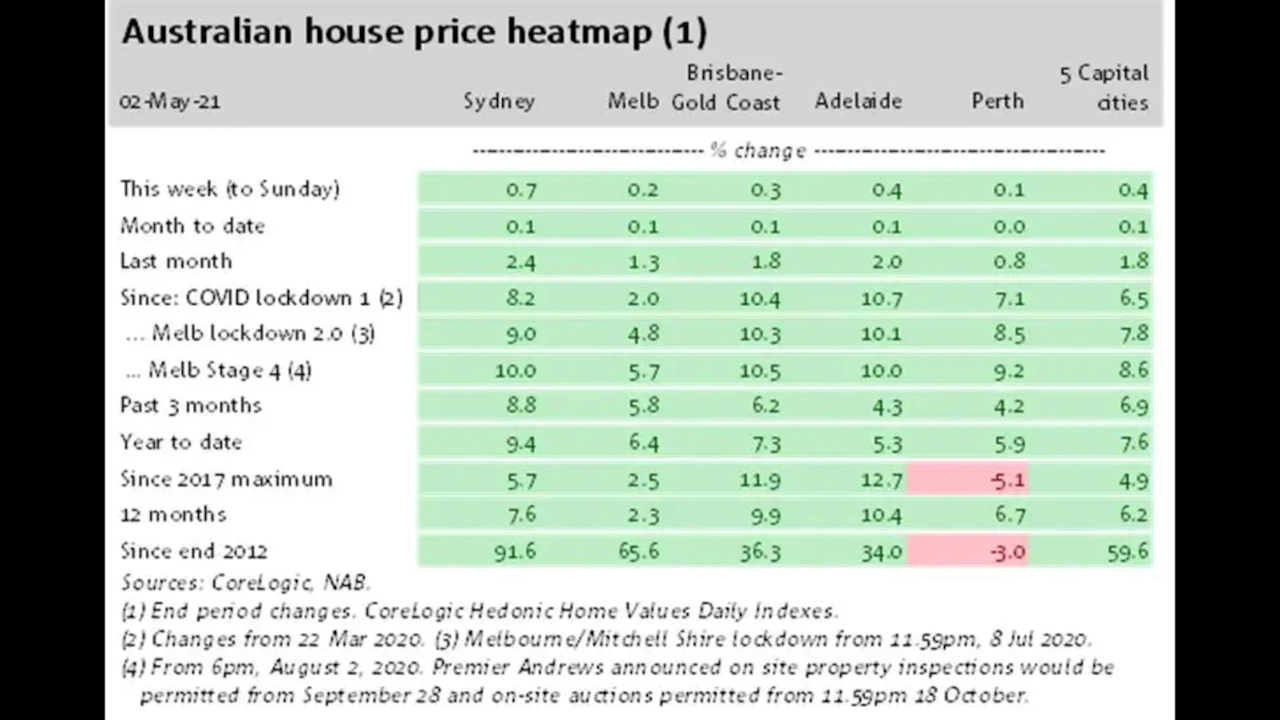 Australian house price heatmap (1)
02-May-21 Sydney Melb Brisbane-Gold Coast Adelaide Perth 5 Capital cities
% change
This week (to Sunday) 0.7 0.2 0.3 0.4 0.1 0.4
Month to date 0.1 0.1 0.1 0.1 0.0 0.1
Last month 2.4 1.3 1.8 2.0 0.8 1.8
Since: COVID lockdown 1 (2) 8.2 2.0 10.4 10.7 7.1 6.5
... Melb lockdown 2.0 (3) 9.0 4.8 10.3 10.1 8.5 7.8
... Melb Stage 4 (4) 10.0 5.7 10.5 10.0 9.2 8.6
Past 3 months 8.8 5.8 6.2 4.3 4.2 6.9
Year to date 9.4 6.4 7.3 5.3 5.9 7.6
Since 2017 maximum 5.7 2.5 11.9 12.7 -5.1 4.9
12 months 7.6 2.3 9.9 10.4 6.7 6.2
Since end 2012 91.6 65.6 36.3 34.0 -3.0 59.6
Sources: CoreLogic, NAB.
(1) End period changes. CoreLogic Hedonic Home Values Daily Indexes.
(2) Changes from 22 Mar 2020. (3) Melbourne/Mitchell Shire lockdown from 11.59pm, 8 Jul 2020.
(4) From 6pm, August 2, 2020. Premier Andrews announced on site property inspections would be
permitted from September 28 and on-site auctions permitted from 11.59pm 18 October.